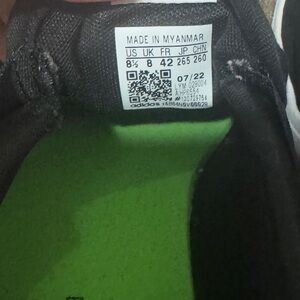 MADE IN MYANMAR
US UK FR JP CHN
8½ 8 42 265 260
07/22
adidas